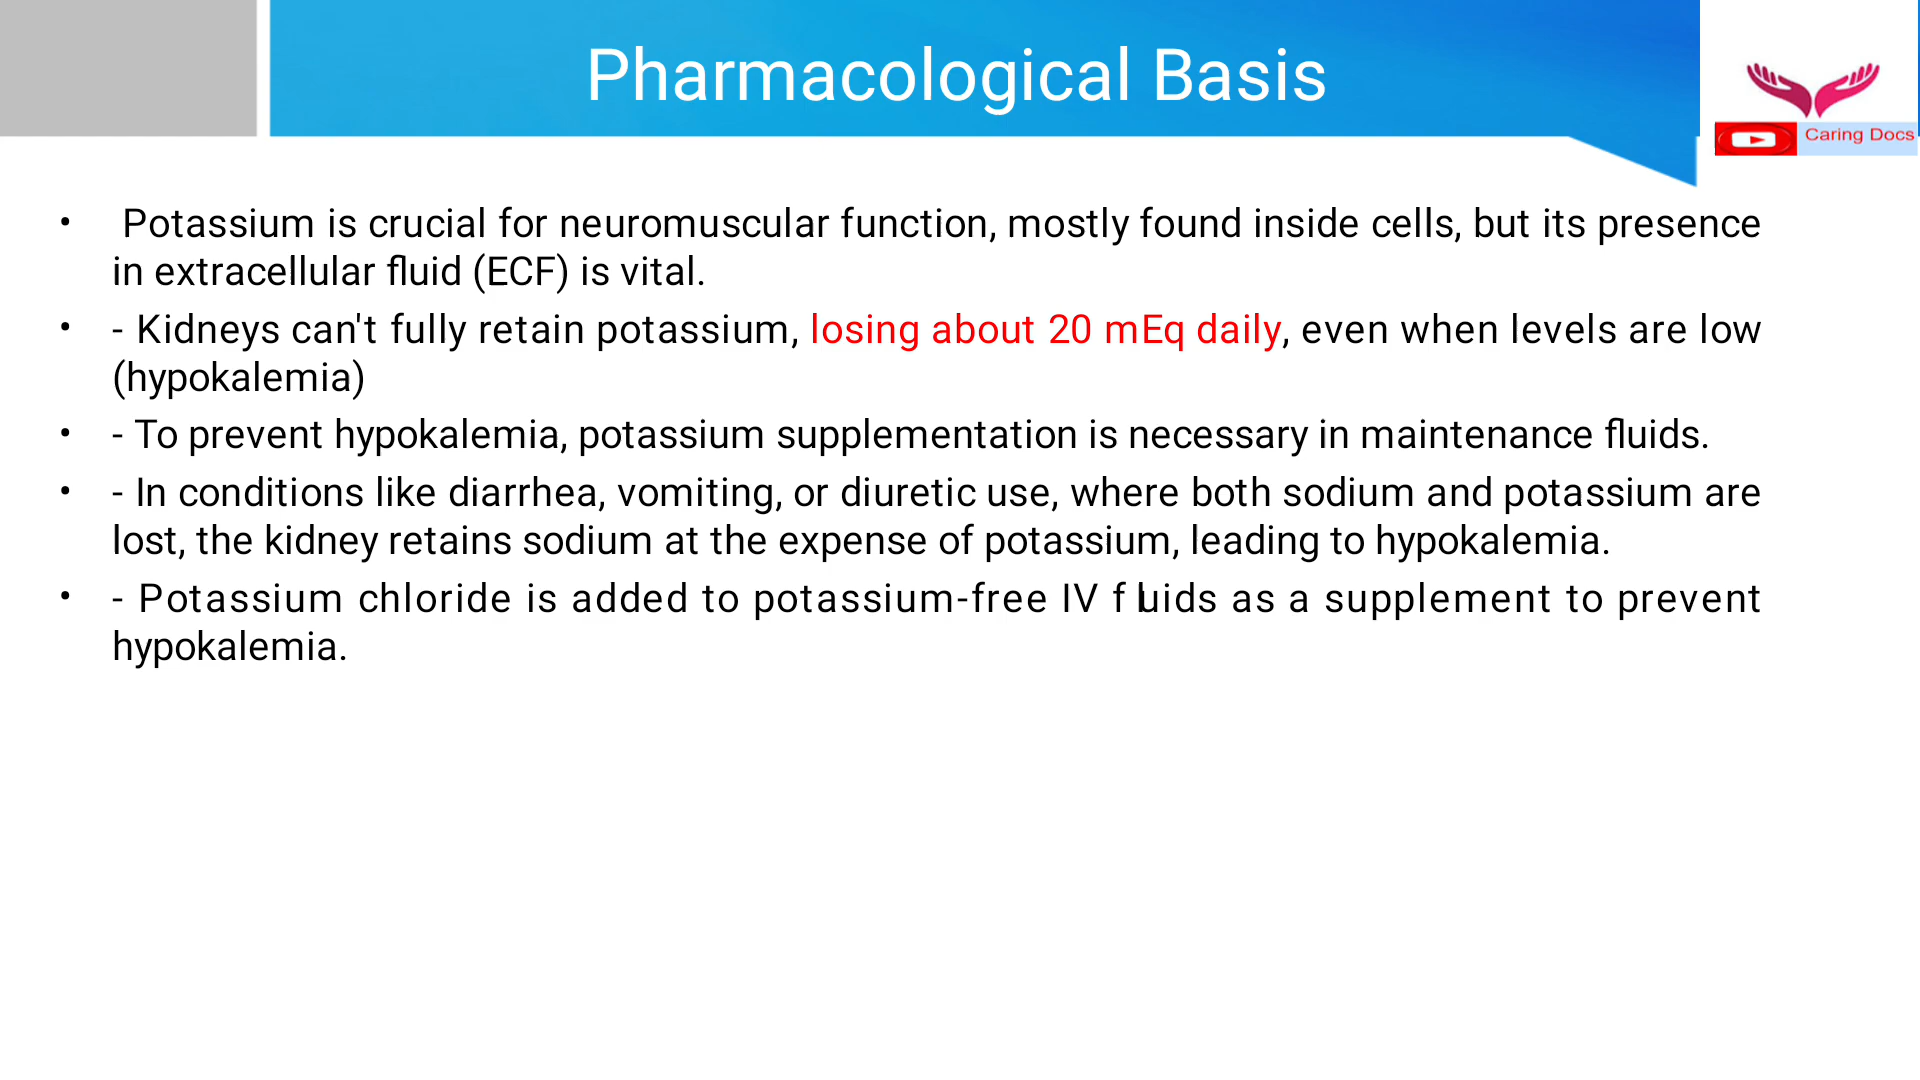 Pharmacological Basis
Caring Docs
• Potassium is crucial for neuromuscular function, mostly found inside cells, but its presence
in extracellular fluid (ECF) is vital.
• - Kidneys can't fully retain potassium, losing about 20 mEq daily, even when levels are low
(hypokalemia)
• - To prevent hypokalemia, potassium supplementation is necessary in maintenance fluids.
• - In conditions like diarrhea, vomiting, or diuretic use, where both sodium and potassium are
lost, the kidney retains sodium at the expense of potassium, leading to hypokalemia.
• - Potassium chloride is added to potassium-free IV fluids as a supplement to prevent
hypokalemia.